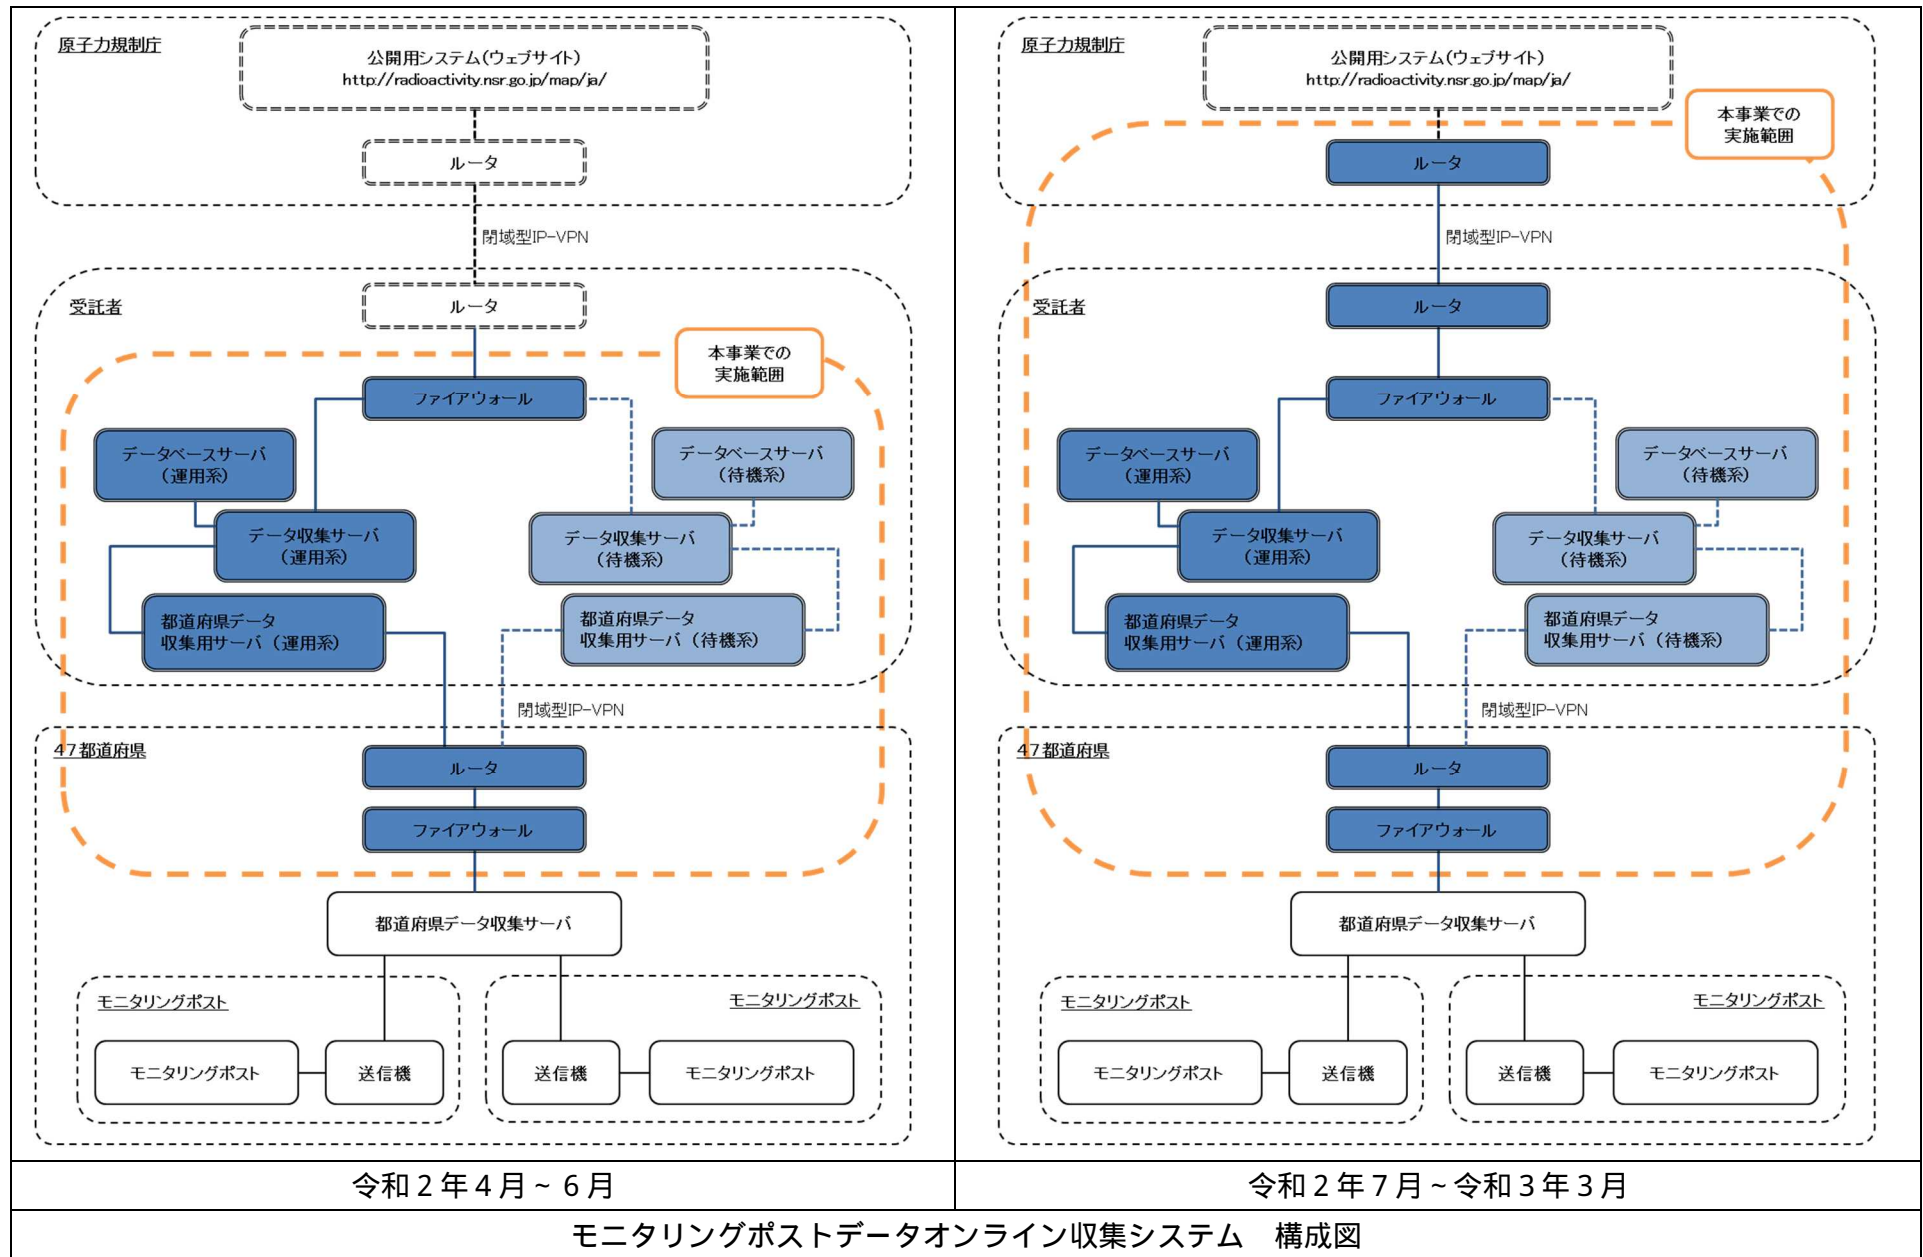 原子力規制庁
公開用システム(ウェブサイト)
http://radioactivity.nsr.go.jp/map/ja/
ルータ
閉域型IP-VPN
受託者
ルータ
本事業での
実施範囲
ファイアウォール
データベースサーバ
(運用系)
データベースサーバ
(待機系)
データ収集サーバ
(運用系)
データ収集サーバ
(待機系)
都道府県データ
収集用サーバ(運用系)
都道府県データ
収集用サーバ(待機系)
閉域型IP-VPN
47都道府県
ルータ
ファイアウォール
都道府県データ収集サーバ
モニタリングポスト
モニタリングポスト
モニタリングポスト
送信機
送信機
モニタリングポスト
令和2年4月~6月
原子力規制庁
公開用システム(ウェブサイト)
http://radioactivity.nsr.go.jp/map/ja/
本事業での
実施範囲
ルータ
閉域型IP-VPN
受託者
ルータ
ファイアウォール
データベースサーバ
(運用系)
データベースサーバ
(待機系)
データ収集サーバ
(運用系)
データ収集サーバ
(待機系)
都道府県データ
収集用サーバ(運用系)
都道府県データ
収集用サーバ(待機系)
閉域型IP-VPN
47都道府県
ルータ
ファイアウォール
都道府県データ収集サーバ
モニタリングポスト
モニタリングポスト
モニタリングポスト
送信機
送信機
モニタリングポスト
令和2年7月~令和3年3月
モニタリングポストデータオンライン収集システム 構成図